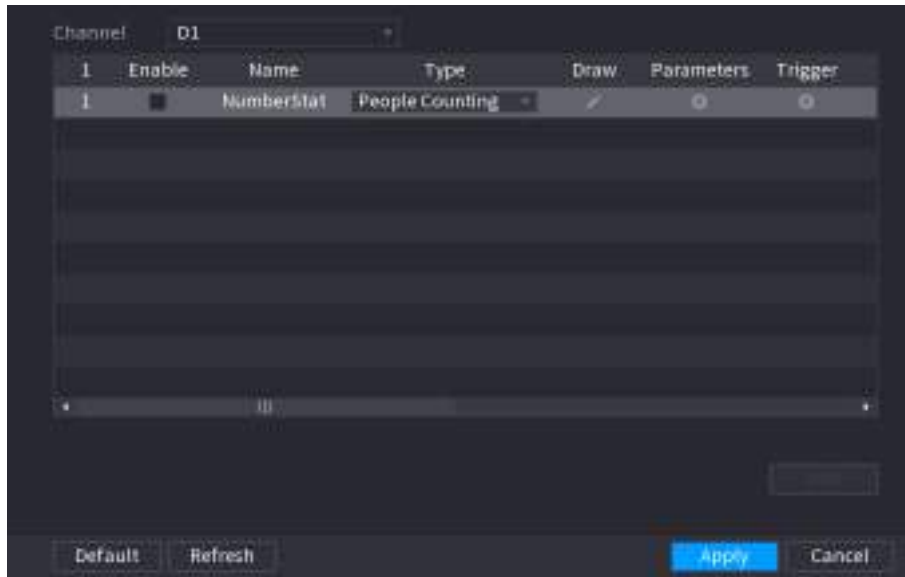 Channel D1
1 Enable Name Type Draw Parameters Trigger
1 NumberStat People Counting
Default Refresh Apply Cancel